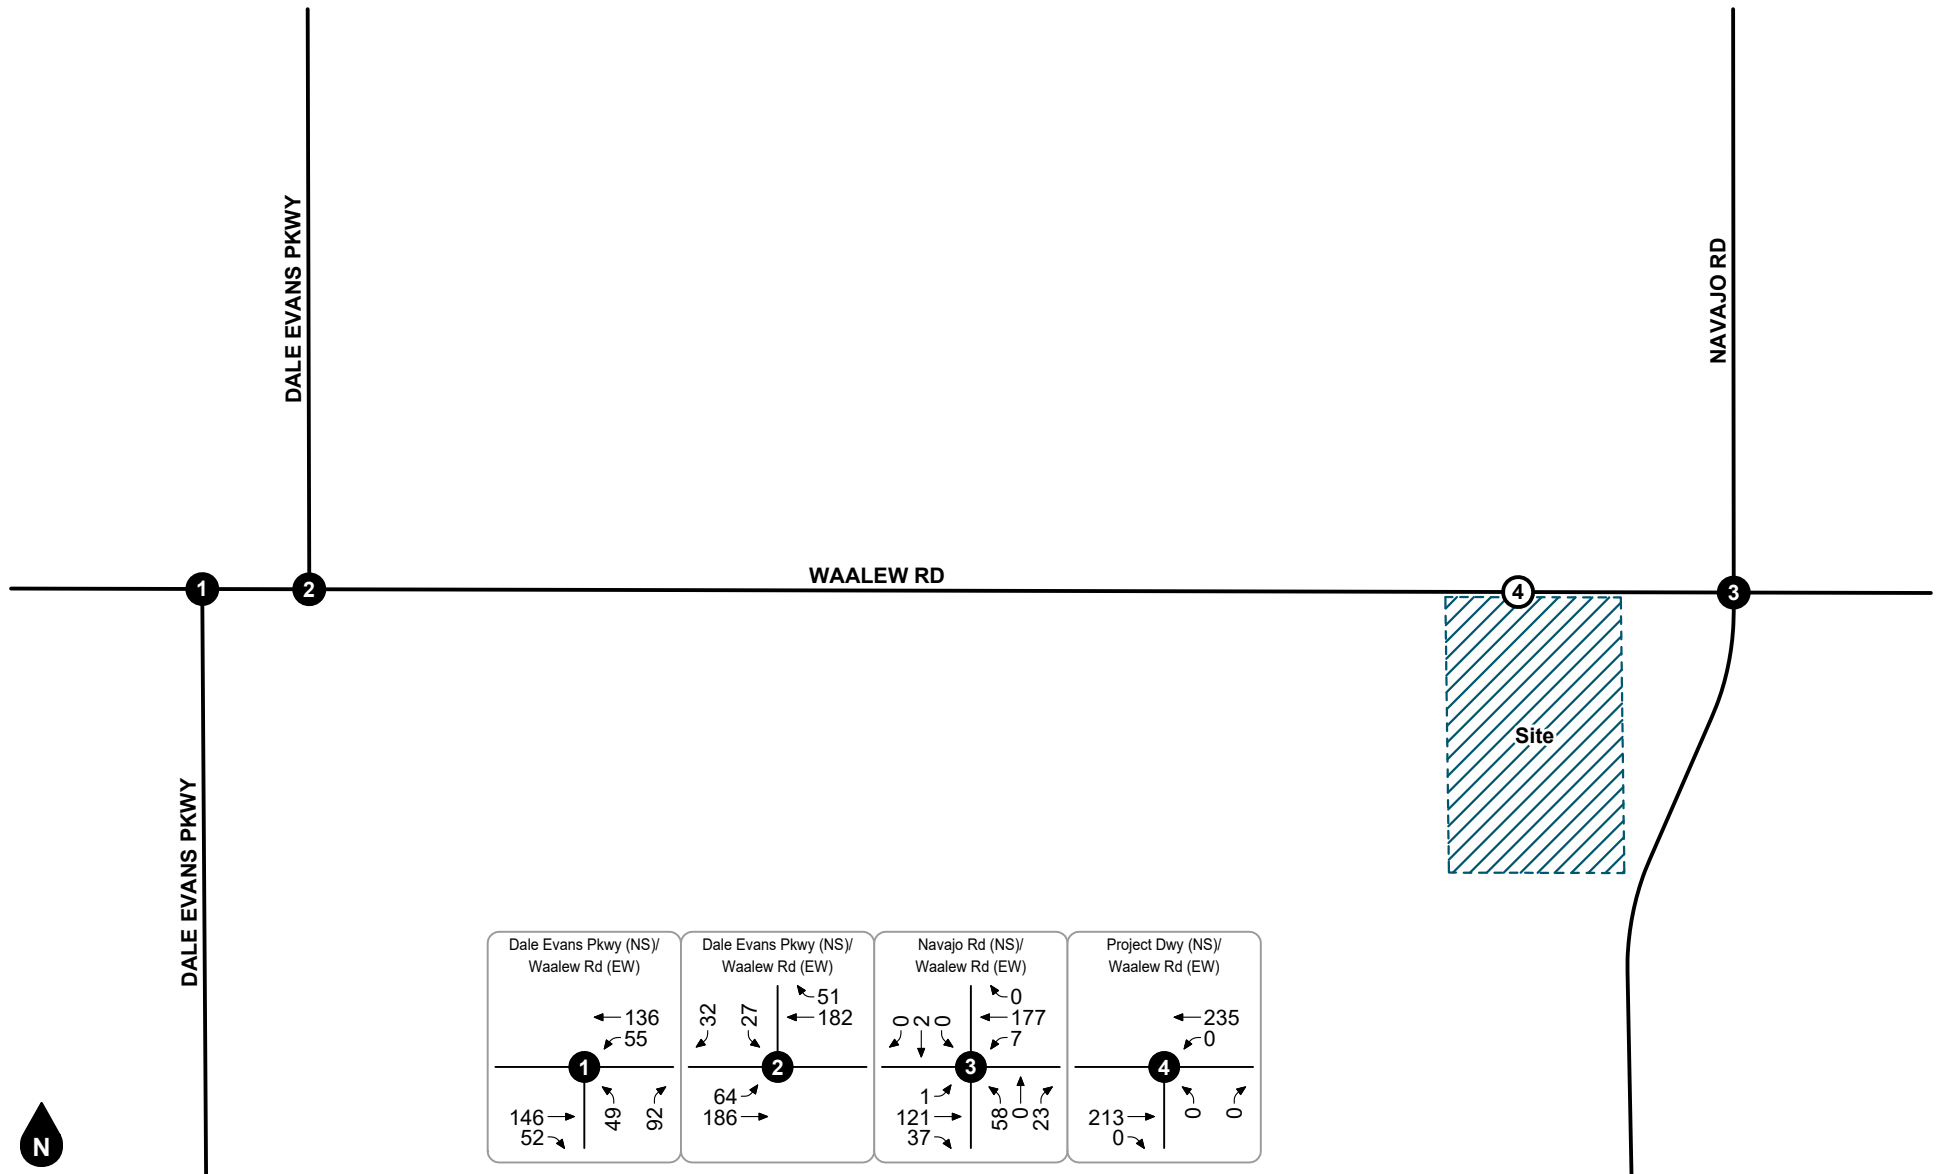 DALE EVANS PKWY
NAVAJO RD
WAALEW RD
1
2
4
3
Site
DALE EVANS PKWY
Dale Evans Pkwy (NS)/
Waalew Rd (EW)
136
55
1
146
52
49
92
Dale Evans Pkwy (NS)/
Waalew Rd (EW)
32
27
51
182
2
64
186
Navajo Rd (NS)/
Waalew Rd (EW)
0
2
0
0
177
7
3
1
121
37
58
0
23
Project Dwy (NS)/
Waalew Rd (EW)
235
0
4
213
0
0
0
N